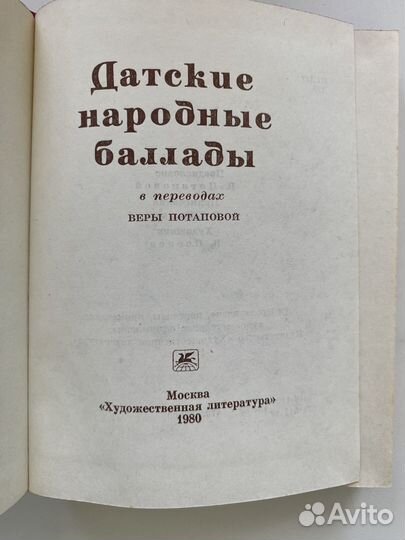 Датские
народные
баллады
в переводах
ВЕРЫ ПОТАПОВОЙ
Москва
«Художественная литература»
1980
Avito